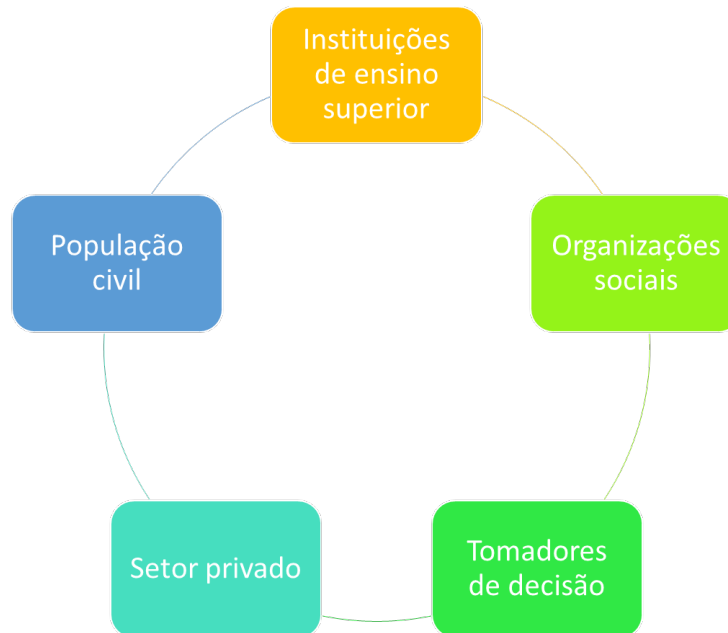 Instituições
de ensino
superior
Organizações
sociais
Tomadores
de decisão
Setor privado
População
civil